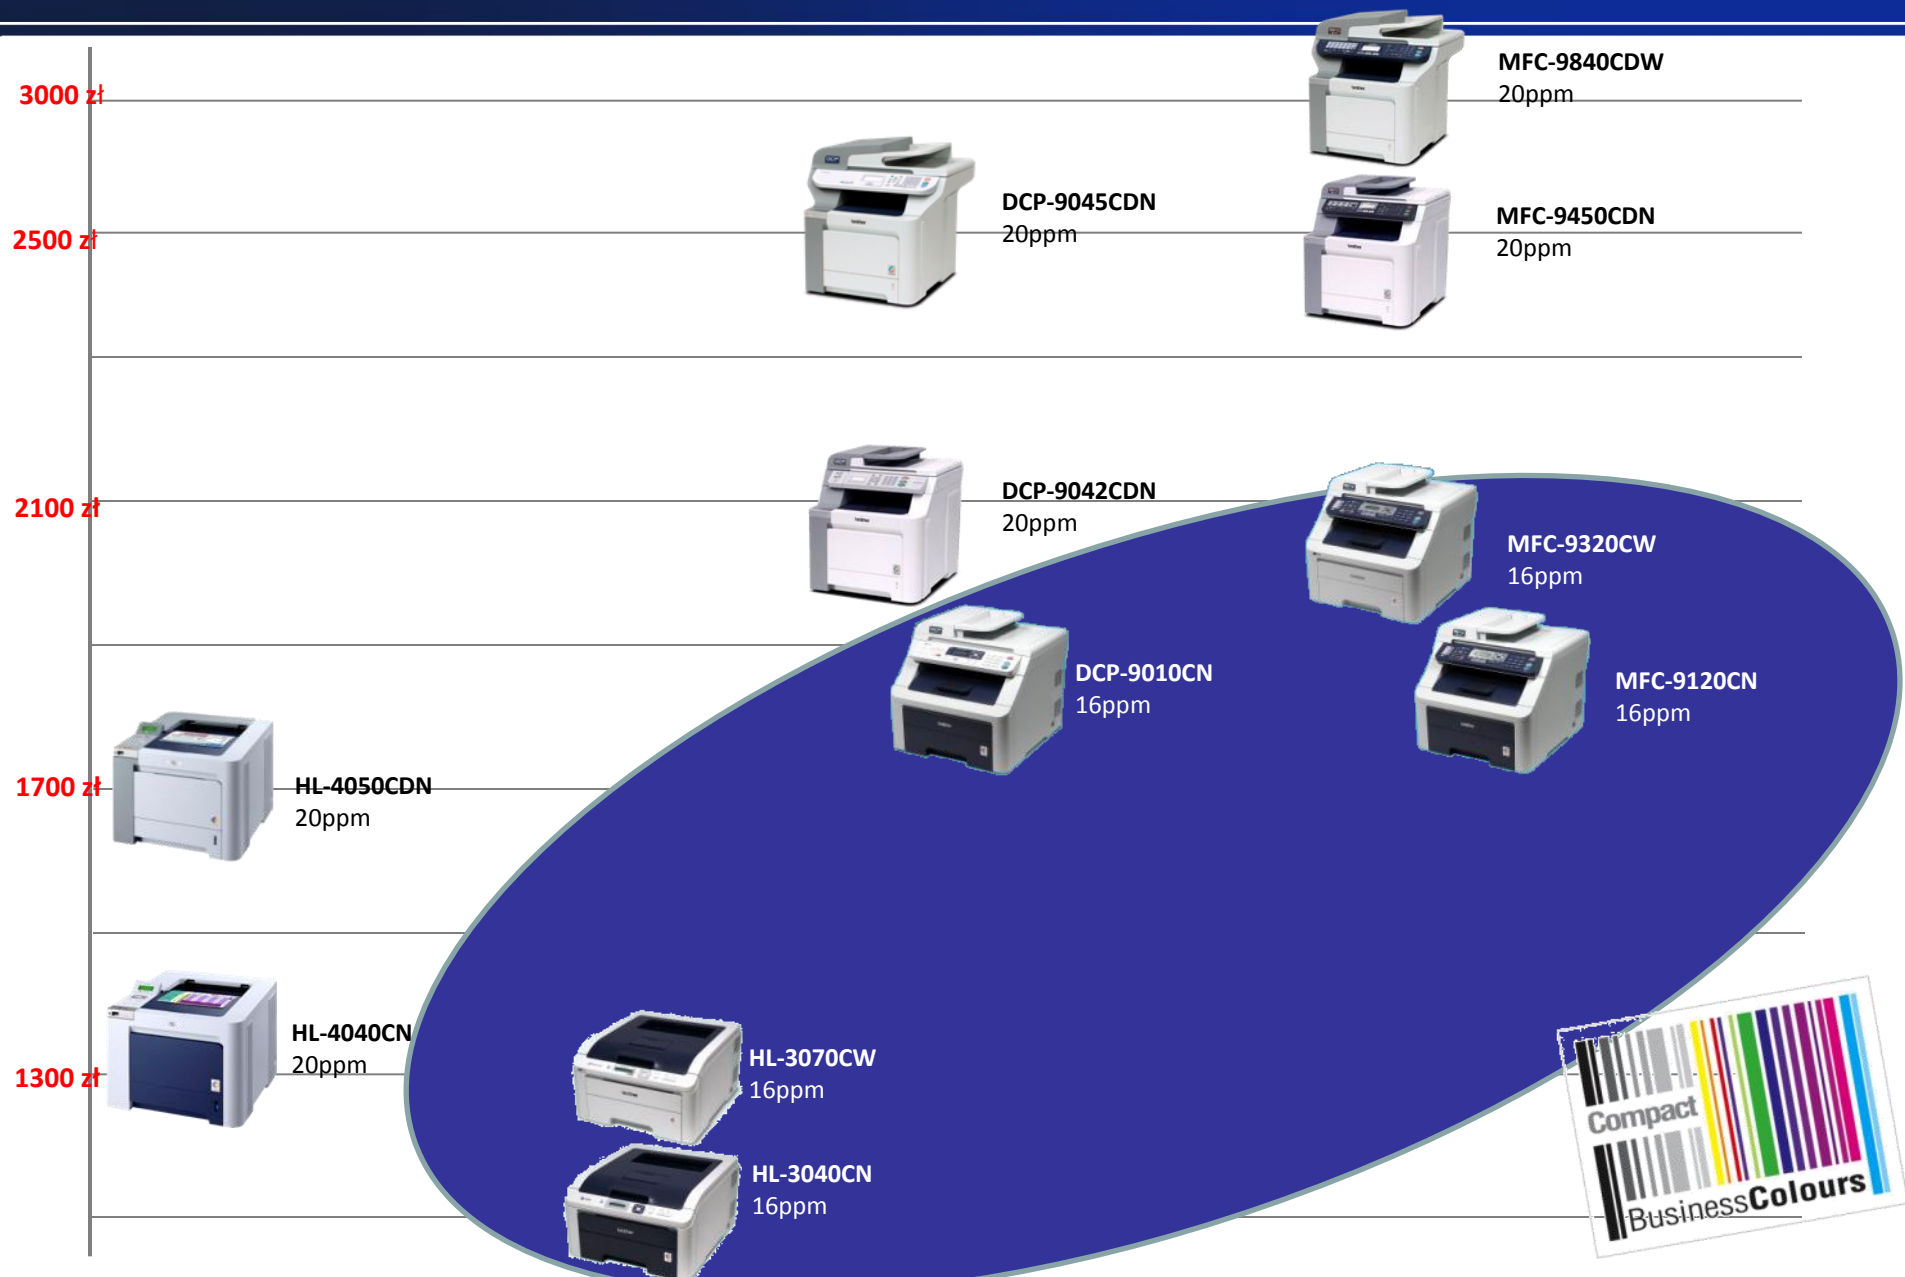 3000 zł
MFC-9840CDW
20ppm
DCP-9045CDN
20ppm
MFC-9450CDN
20ppm
2500 zł
2100 zł
DCP-9042CDN
20ppm
MFC-9320CW
16ppm
DCP-9010CN
16ppm
MFC-9120CN
16ppm
1700 zł
HL-4050CDN
20ppm
HL-4040CN
20ppm
1300 zł
HL-3070CW
16ppm
HL-3040CN
16ppm
Compact
BusinessColours